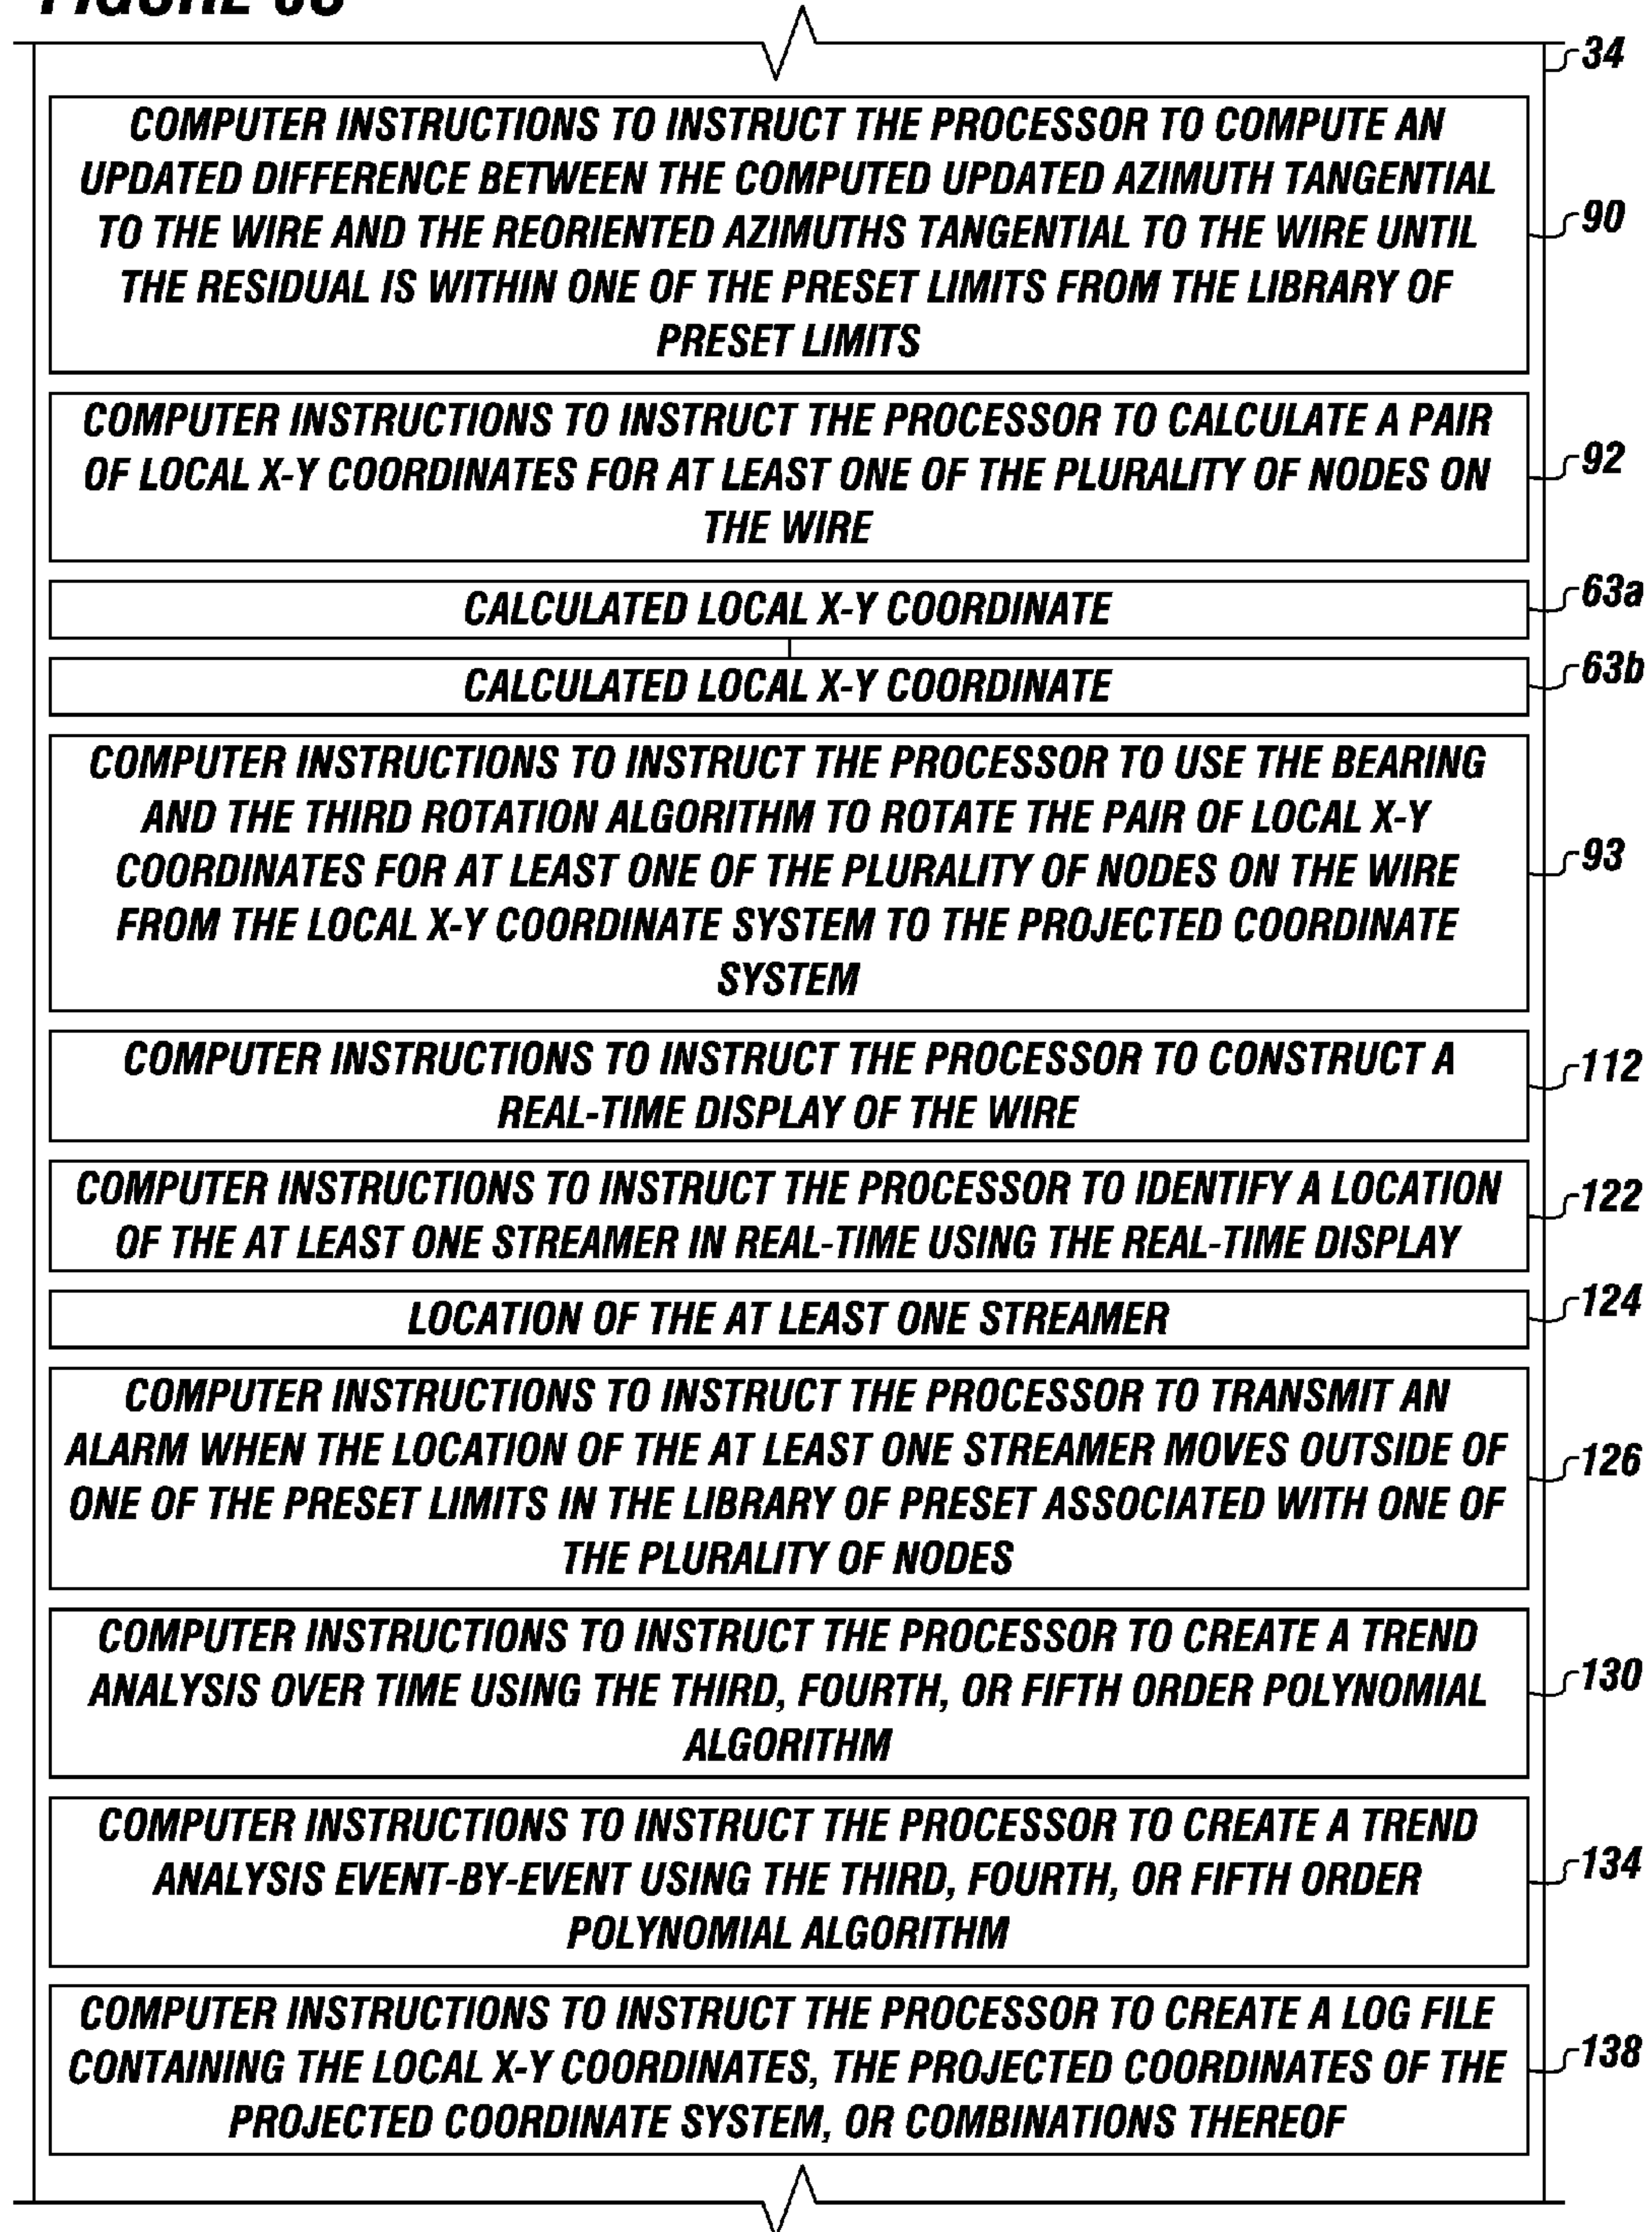 FIGURE
34
COMPUTER INSTRUCTIONS TO INSTRUCT THE PROCESSOR TO COMPUTE AN
UPDATED DIFFERENCE BETWEEN THE COMPUTED UPDATED AZIMUTH TANGENTIAL
TO THE WIRE AND THE REORIENTED AZIMUTHS TANGENTIAL TO THE WIRE UNTIL
THE RESIDUAL IS WITHIN ONE OF THE PRESET LIMITS FROM THE LIBRARY OF
PRESET LIMITS
90
COMPUTER INSTRUCTIONS TO INSTRUCT THE PROCESSOR TO CALCULATE A PAIR
OF LOCAL X-Y COORDINATES FOR AT LEAST ONE OF THE PLURALITY OF NODES ON
THE WIRE
92
CALCULATED LOCAL X-Y COORDINATE
63a
CALCULATED LOCAL X-Y COORDINATE
63b
COMPUTER INSTRUCTIONS TO INSTRUCT THE PROCESSOR TO USE THE BEARING
AND THE THIRD ROTATION ALGORITHM TO ROTATE THE PAIR OF LOCAL X-Y
COORDINATES FOR AT LEAST ONE OF THE PLURALITY OF NODES ON THE WIRE
FROM THE LOCAL X-Y COORDINATE SYSTEM TO THE PROJECTED COORDINATE
SYSTEM
93
COMPUTER INSTRUCTIONS TO INSTRUCT THE PROCESSOR TO CONSTRUCT A
REAL-TIME DISPLAY OF THE WIRE
112
COMPUTER INSTRUCTIONS TO INSTRUCT THE PROCESSOR TO IDENTIFY A LOCATION
OF THE AT LEAST ONE STREAMER IN REAL-TIME USING THE REAL-TIME DISPLAY
122
LOCATION OF THE AT LEAST ONE STREAMER
124
COMPUTER INSTRUCTIONS TO INSTRUCT THE PROCESSOR TO TRANSMIT AN
ALARM WHEN THE LOCATION OF THE AT LEAST ONE STREAMER MOVES OUTSIDE OF
ONE OF THE PRESET LIMITS IN THE LIBRARY OF PRESET ASSOCIATED WITH ONE OF
THE PLURALITY OF NODES
126
COMPUTER INSTRUCTIONS TO INSTRUCT THE PROCESSOR TO CREATE A TREND
ANALYSIS OVER TIME USING THE THIRD, FOURTH, OR FIFTH ORDER POLYNOMIAL
ALGORITHM
130
COMPUTER INSTRUCTIONS TO INSTRUCT THE PROCESSOR TO CREATE A TREND
ANALYSIS EVENT-BY-EVENT USING THE THIRD, FOURTH, OR FIFTH ORDER
POLYNOMIAL ALGORITHM
134
COMPUTER INSTRUCTIONS TO INSTRUCT THE PROCESSOR TO CREATE A LOG FILE
CONTAINING THE LOCAL X-Y COORDINATES, THE PROJECTED COORDINATES OF THE
PROJECTED COORDINATE SYSTEM, OR COMBINATIONS THEREOF
138